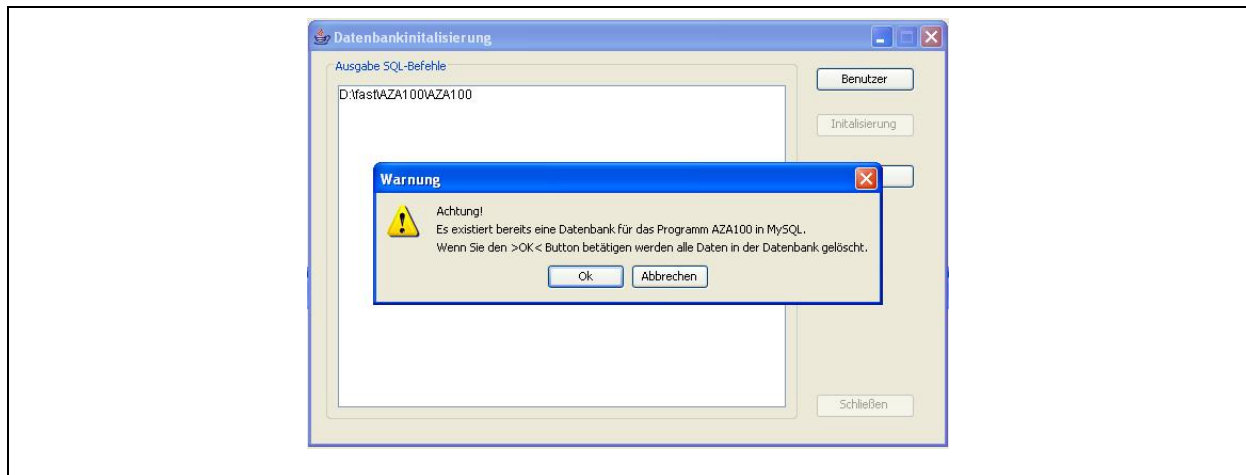 Datenbankinitalisierung
Ausgabe SQL-Befehle
Benutzer
D:\fast\AZA100\AZA100
Initalisierung
Warnung
Achtung!
Es existiert bereits eine Datenbank für das Programm AZA100 in MySQL.
Wenn Sie den >OK< Button betätigen werden alle Daten in der Datenbank gelöscht.
Ok
Abbrechen
Schließen